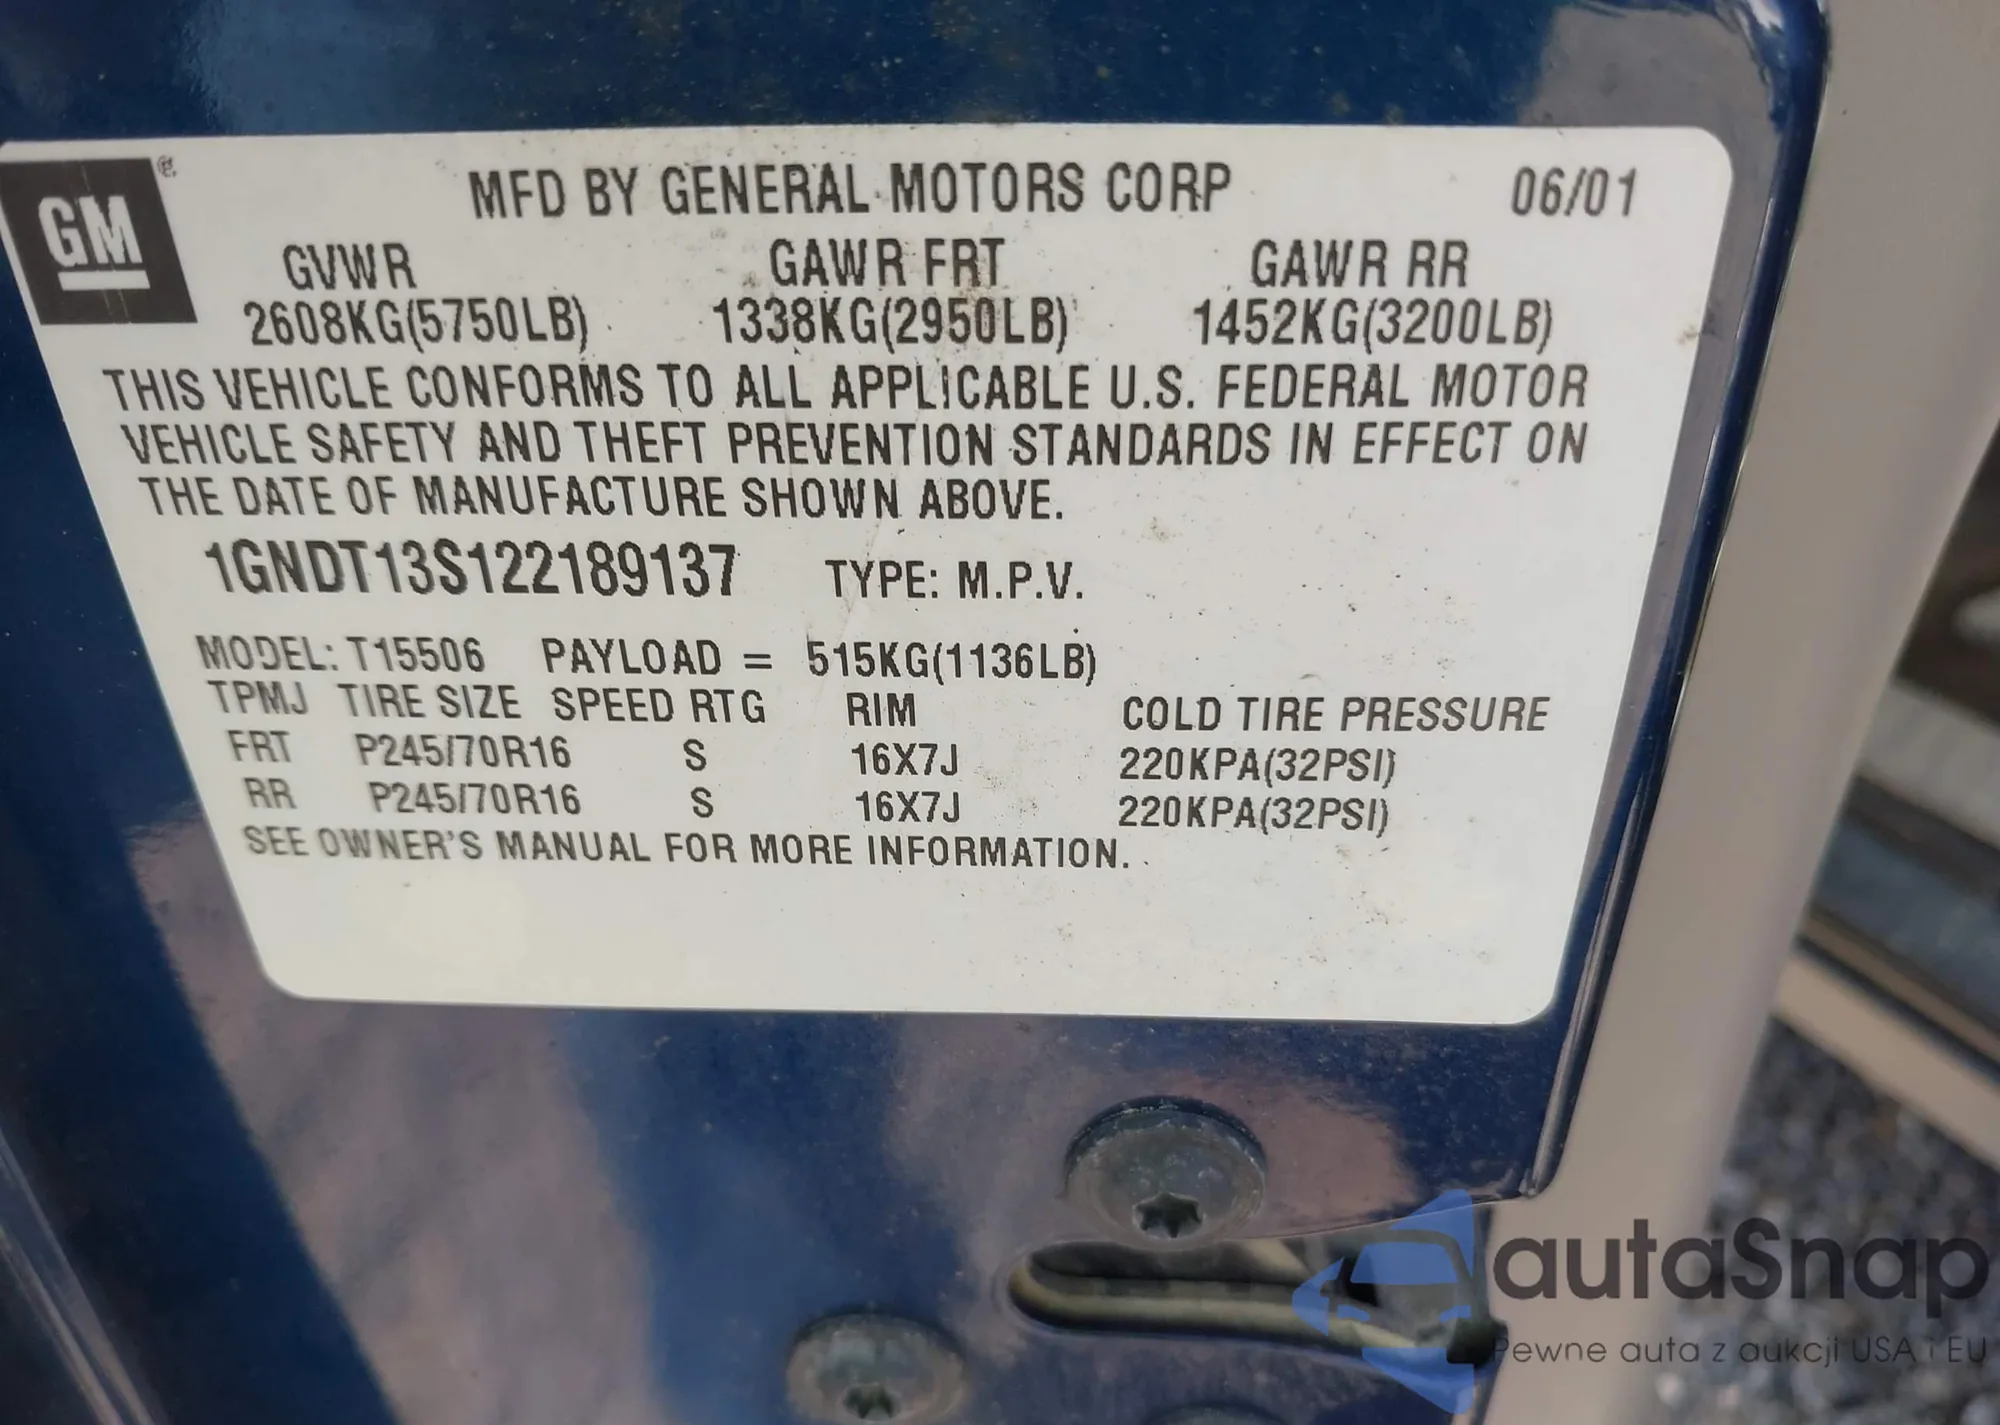 GM
MFD BY GENERAL MOTORS CORP 06/01
GVWR GAWR FRT GAWR RR
2608KG(5750LB) 1338KG(2950LB) 1452KG(3200LB)
THIS VEHICLE CONFORMS TO ALL APPLICABLE U.S. FEDERAL MOTOR
VEHICLE SAFETY AND THEFT PREVENTION STANDARDS IN EFFECT ON
THE DATE OF MANUFACTURE SHOWN ABOVE.
1GNDT13S122189137 TYPE: M.P.V.
MODEL: T15506 PAYLOAD = 515KG(1136LB)
TPMJ TIRE SIZE SPEED RTG RIM COLD TIRE PRESSURE
FRT P245/70R16 S 16X7J 220KPA(32PSI)
RR P245/70R16 S 16X7J 220KPA(32PSI)
SEE OWNER'S MANUAL FOR MORE INFORMATION.
autaSnap
Pewne auta z aukcji USA i EU